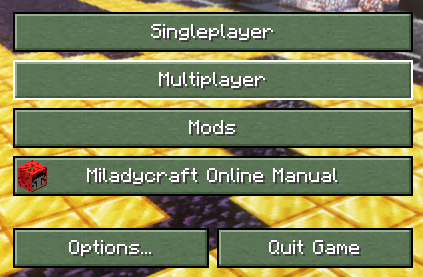 Singleplayer
Multiplayer
Mods
Miladycraft Online Manual
Options...
Quit Game